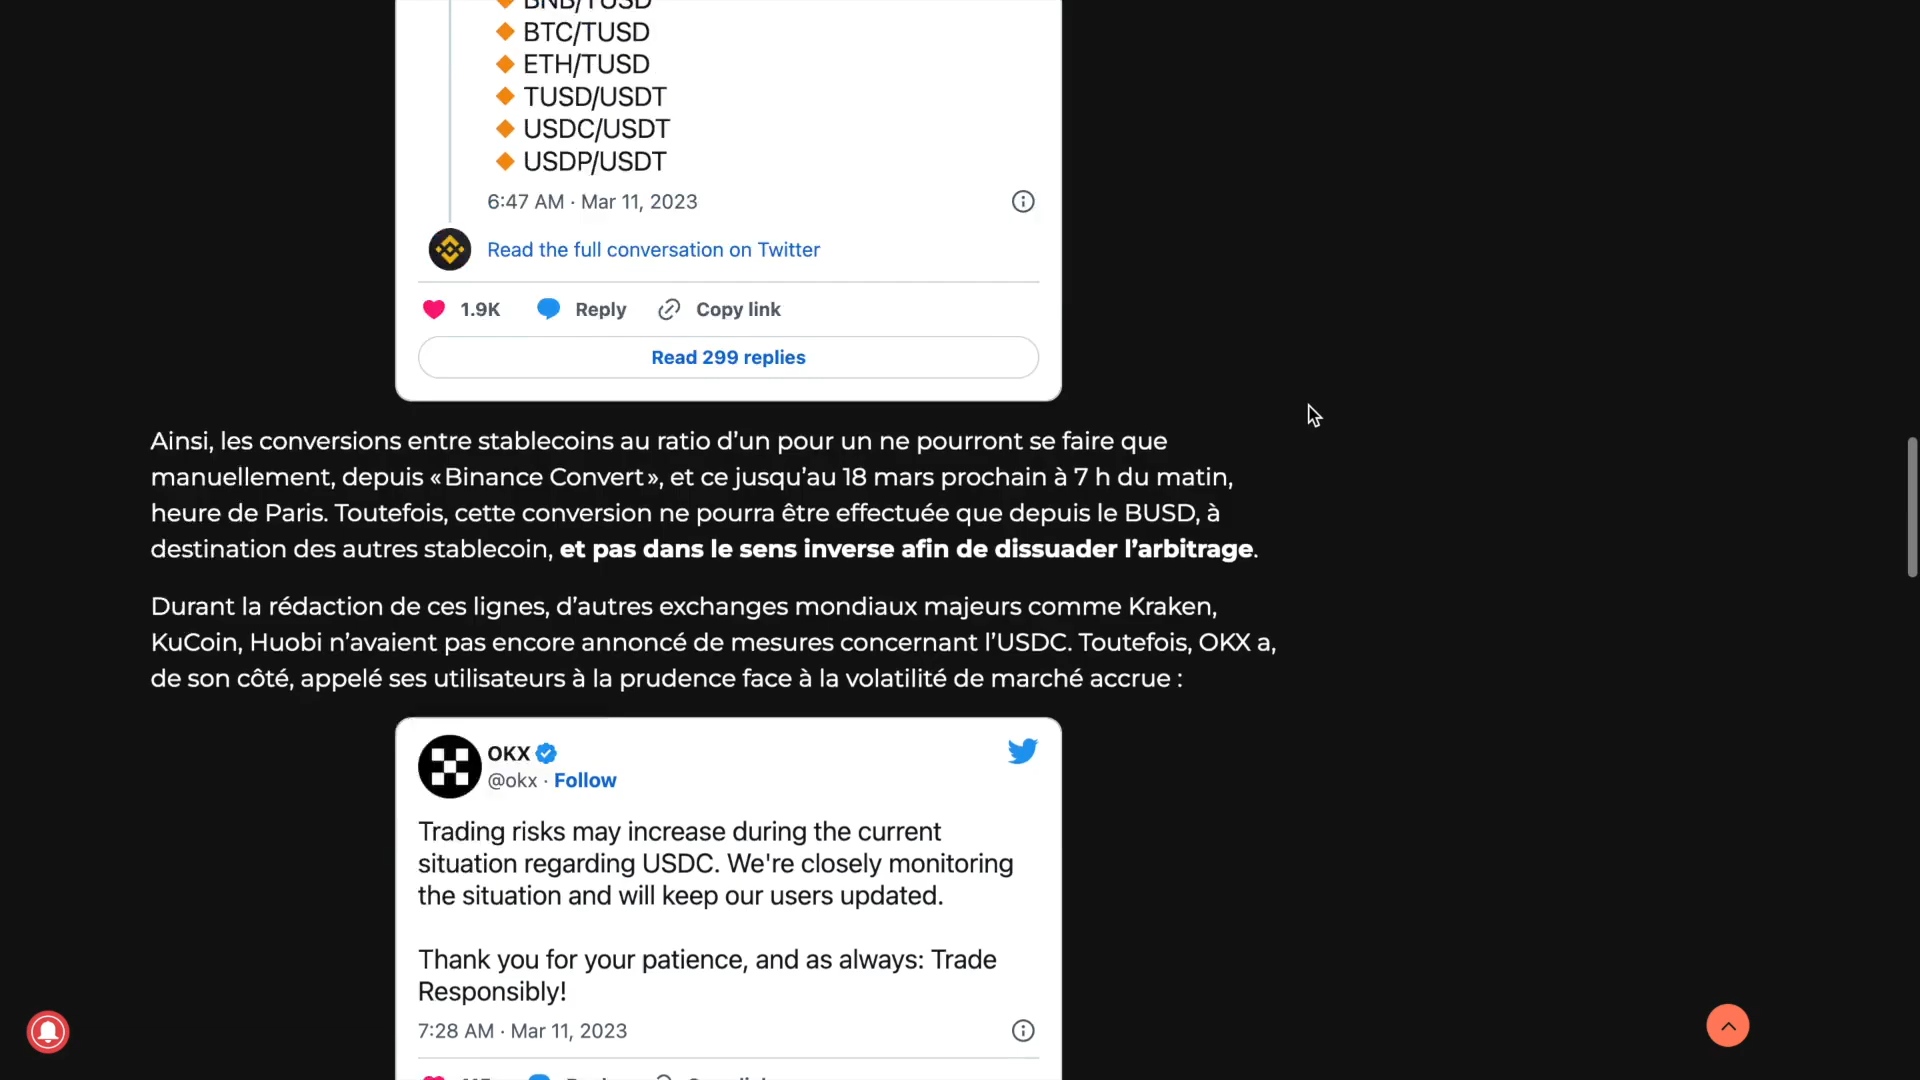 BNB/TUSD
BTC/TUSD
ETH/TUSD
TUSD/USDT
USDC/USDT
USDP/USDT
6:47 AM · Mar 11, 2023
Read the full conversation on Twitter
1.9K Reply Copy link
Read 299 replies
Ainsi, les conversions entre stablecoins au ratio d’un pour un ne pourront se faire que
manuellement, depuis « Binance Convert », et ce jusqu’au 18 mars prochain à 7 h du matin,
heure de Paris. Toutefois, cette conversion ne pourra être effectuée que depuis le BUSD, à
destination des autres stablecoin, et pas dans le sens inverse afin de dissuader l’arbitrage.
Durant la rédaction de ces lignes, d’autres exchanges mondiaux majeurs comme Kraken,
KuCoin, Huobi n’avaient pas encore annoncé de mesures concernant l’USDC. Toutefois, OKX a,
de son côté, appelé ses utilisateurs à la prudence face à la volatilité de marché accrue :
OKX
@okx · Follow
Trading risks may increase during the current
situation regarding USDC. We're closely monitoring
the situation and will keep our users updated.
Thank you for your patience, and as always: Trade
Responsibly!
7:28 AM · Mar 11, 2023